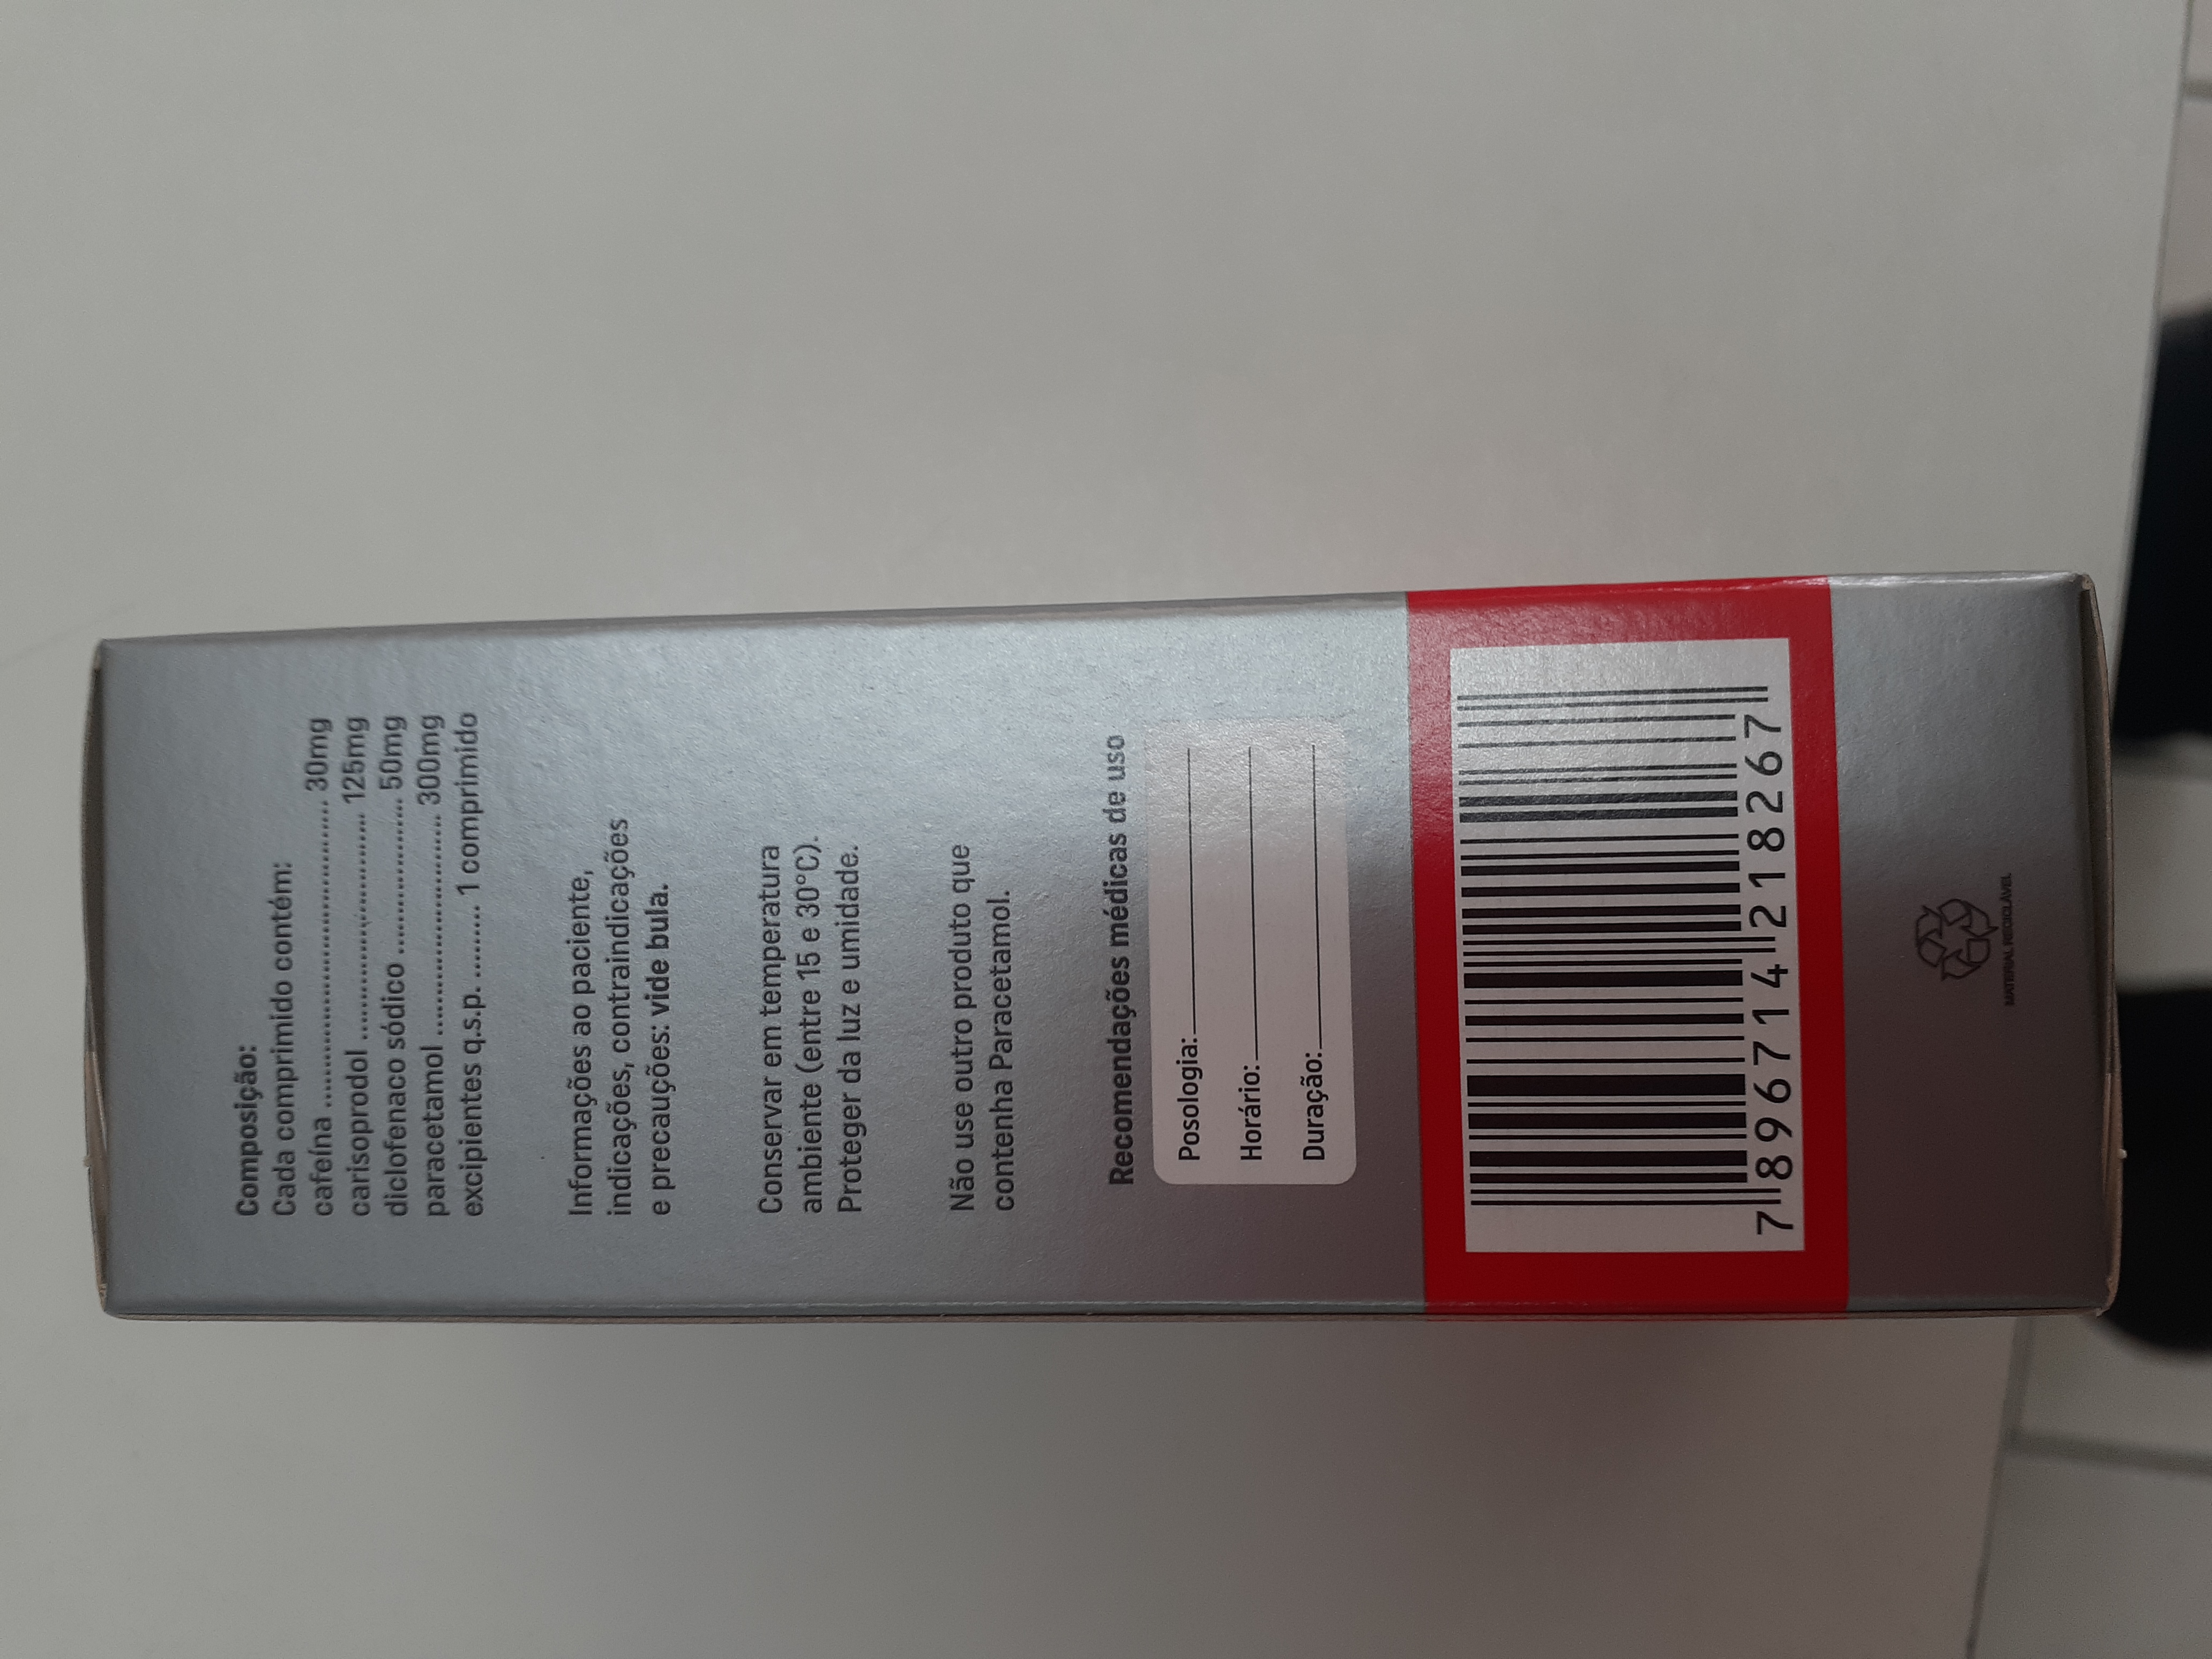 Composição:
Cada comprimido contém:
cafeína ...................................... 30mg
carisoprodol ............................ 125mg
diclofenaco sódico ................... 50mg
paracetamol ........................... 300mg
excipientes q.s.p. ......... 1 comprimido
Informações ao paciente,
indicações, contraindicações
e precauções: vide bula.
Conservar em temperatura
ambiente (entre 15 e 30°C).
Proteger da luz e umidade.
Não use outro produto que
contenha Paracetamol.
Recomendações médicas de uso
Posologia:
Horário:
Duração:
7 896714 218267
MATERIAL RECICLÁVEL